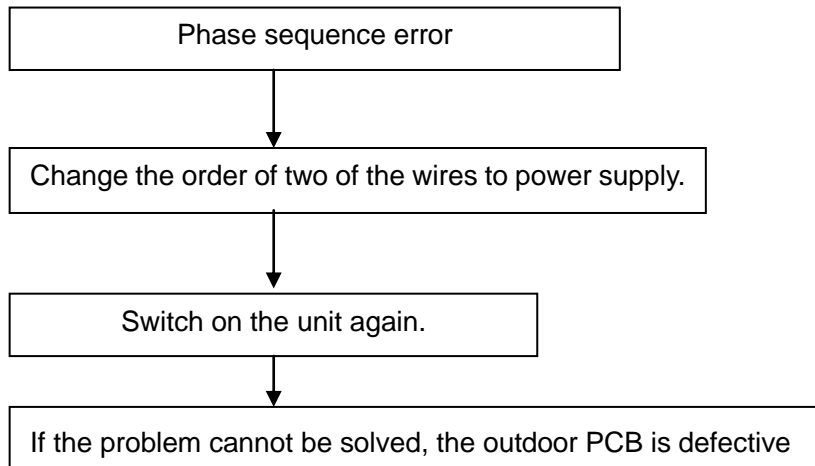 Phase sequence error
Change the order of two of the wires to power supply.
Switch on the unit again.
If the problem cannot be solved, the outdoor PCB is defective